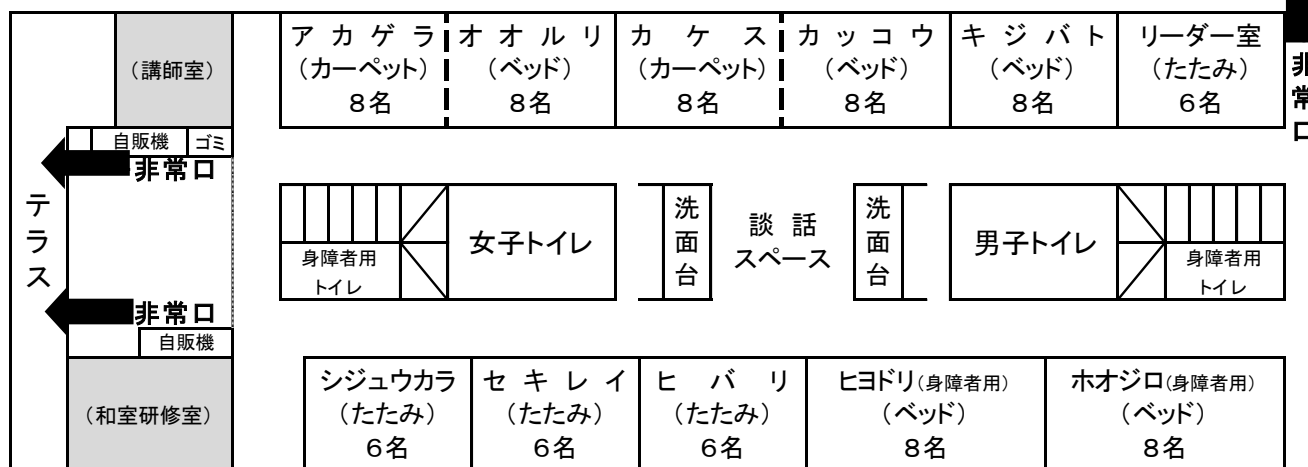 (講師室)
アカゲラ
(カーペット)
8名
オオルリ
(ベッド)
8名
カケス
(カーペット)
8名
カッコウ
(ベッド)
8名
キジバト
(ベッド)
8名
リーダー室
(たたみ)
6名
非常口
自販機
ゴミ
非常口
テラス
身障者用
トイレ
女子トイレ
洗面台
談話
スペース
洗面台
男子トイレ
身障者用
トイレ
非常口
自販機
(和室研修室)
シジュウカラ
(たたみ)
6名
セキレイ
(たたみ)
6名
ヒバリ
(たたみ)
6名
ヒヨドリ(身障者用)
(ベッド)
8名
ホオジロ(身障者用)
(ベッド)
8名